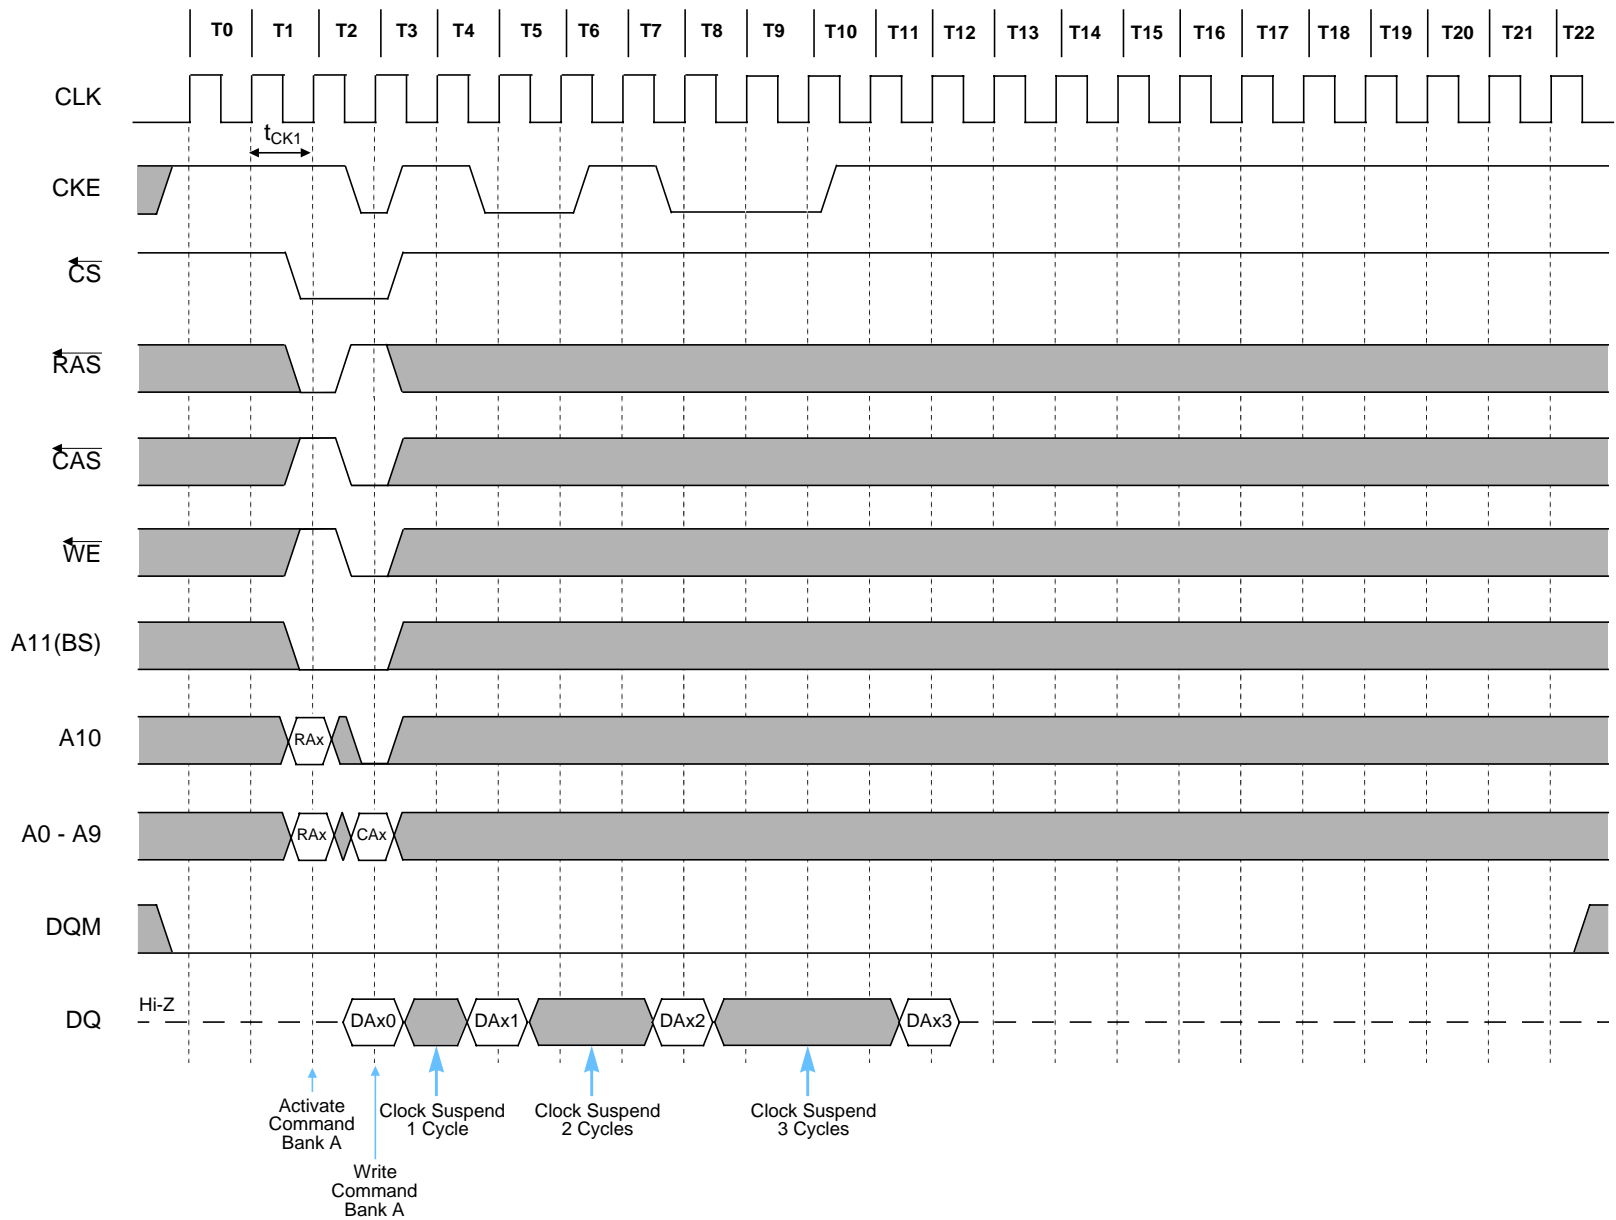 T0 T1 T2 T3 T4 T5 T6 T7 T8 T9 T10 T11 T12 T13 T14 T15 T16 T17 T18 T19 T20 T21 T22
CLK
tCK1
CKE
CS
RAS
CAS
WE
A11(BS)
A10
RAx
A0 - A9
RAx CAx
DQM
Hi-Z
DQ
DAx0 DAx1 DAx2 DAx3
Activate
Command
Bank A
Write
Command
Bank A
Clock Suspend
1 Cycle
Clock Suspend
2 Cycles
Clock Suspend
3 Cycles